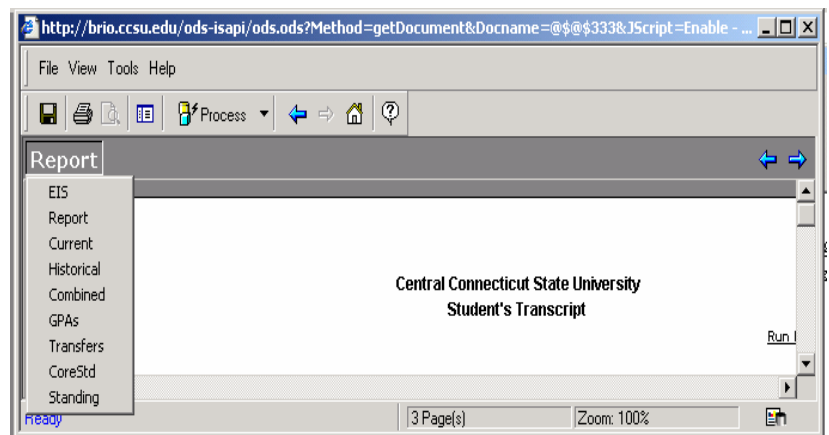 http://brio.ccsu.edu/ods-isapi/ods.ods?Method=getDocument&Docname=@$@$333&JScript=Enable - ...
File View Tools Help
Process
Report
EIS
Report
Current
Historical
Combined
GPAs
Transfers
CoreStd
Standing
Central Connecticut State University
Student's Transcript
Run
Ready
3 Page(s)
Zoom: 100%